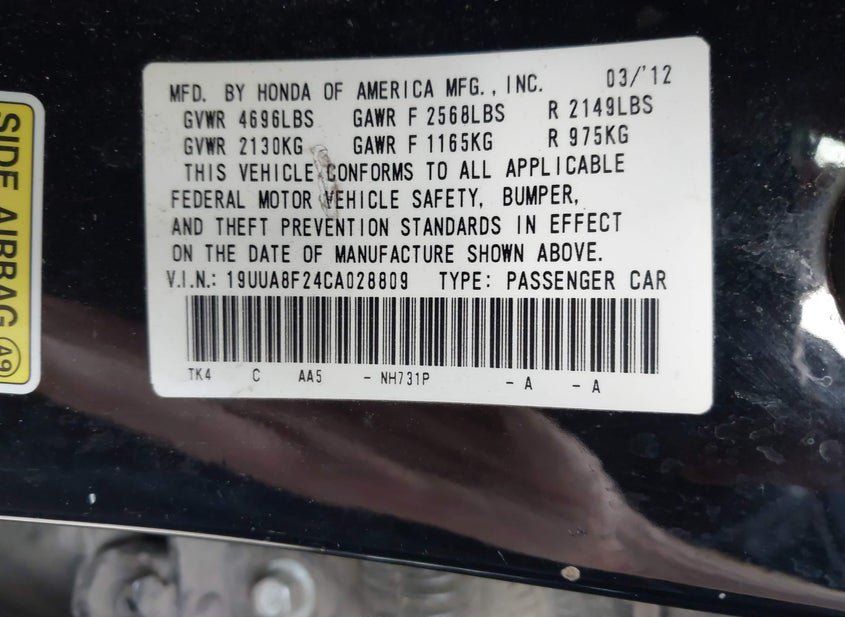 MFD. BY HONDA OF AMERICA MFG., INC. 03/'12
GVWR 4696LBS GAWR F 2568LBS R 2149LBS
GVWR 2130KG GAWR F 1165KG R 975KG
THIS VEHICLE CONFORMS TO ALL APPLICABLE
FEDERAL MOTOR VEHICLE SAFETY, BUMPER,
AND THEFT PREVENTION STANDARDS IN EFFECT
ON THE DATE OF MANUFACTURE SHOWN ABOVE.
V.I.N.: 19UUA8F24CA028809 TYPE: PASSENGER CAR
TK4 C AA5 - NH731P - A - A
SIDE AIRBAG A9